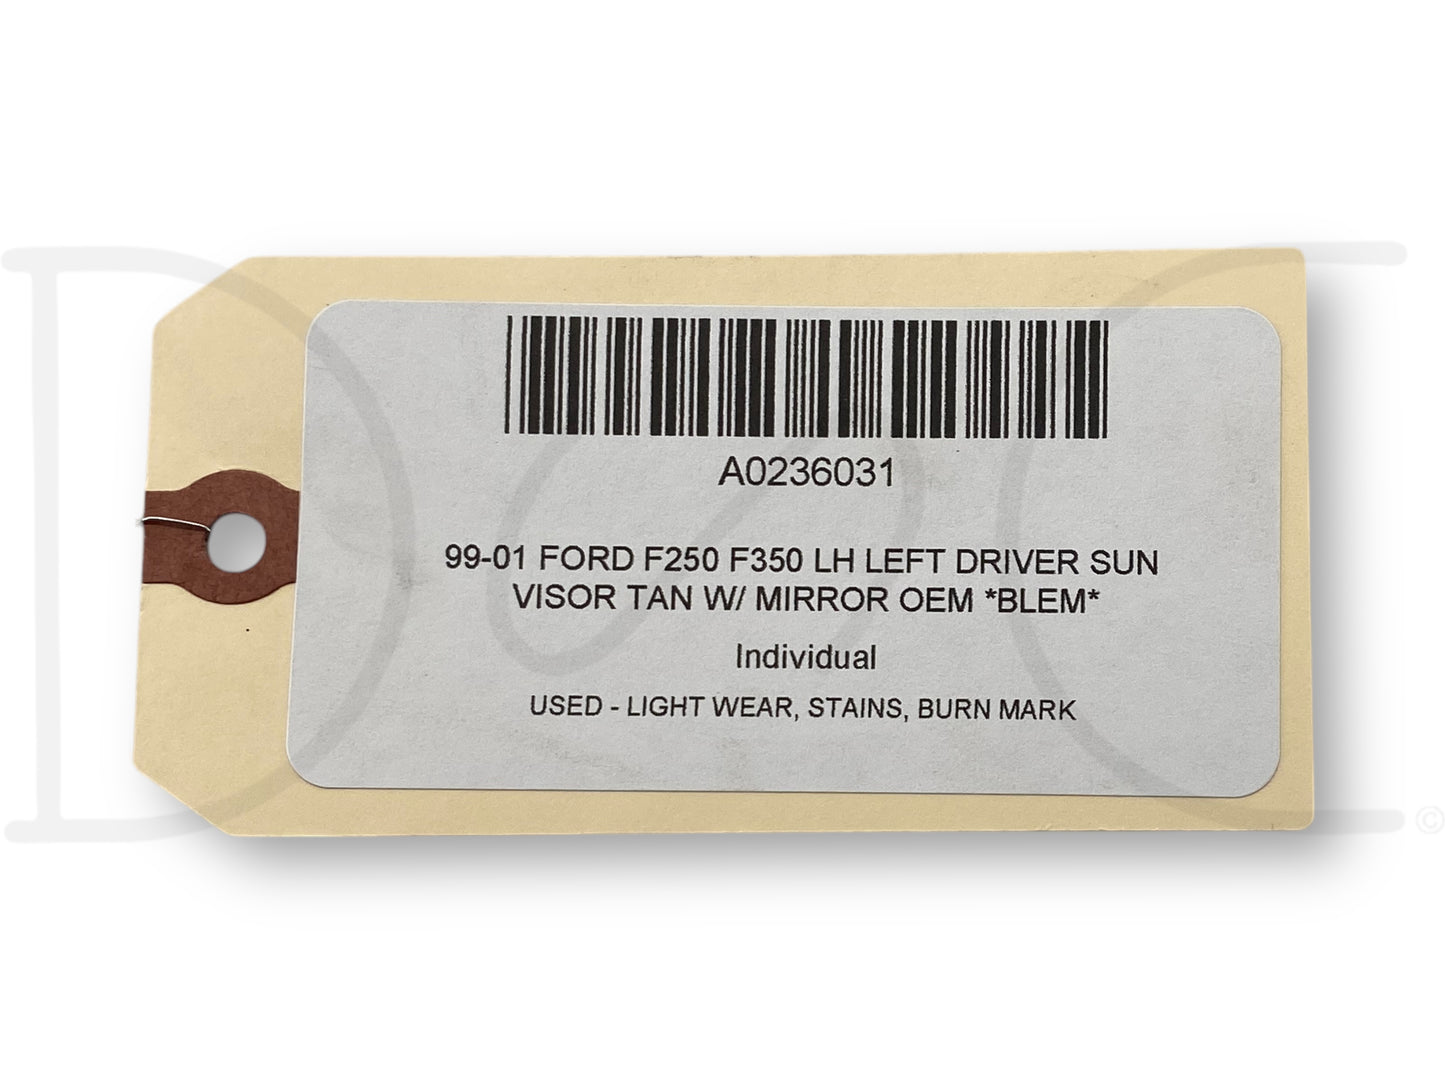 A0236031
99-01 FORD F250 F350 LH LEFT DRIVER SUN
VISOR TAN W/ MIRROR OEM *BLEM*
Individual
USED - LIGHT WEAR, STAINS, BURN MARK
D C ©